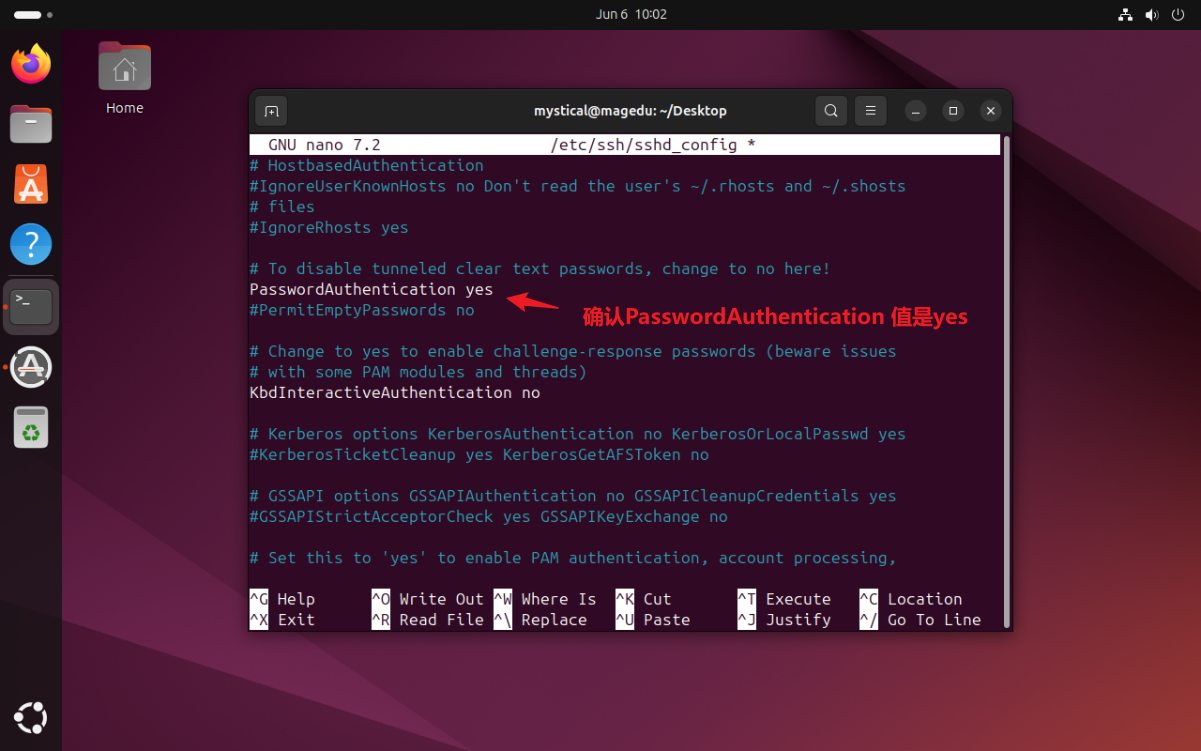 Jun 6 10:02
Home
mystical@magedu: ~/Desktop
GNU nano 7.2 /etc/ssh/sshd_config *
# HostbasedAuthentication
#IgnoreUserKnownHosts no Don't read the user's ~/.rhosts and ~/.shosts
# files
#IgnoreRhosts yes
# To disable tunneled clear text passwords, change to no here!
PasswordAuthentication yes
#PermitEmptyPasswords no
确认PasswordAuthentication 值是yes
# Change to yes to enable challenge-response passwords (beware issues
# with some PAM modules and threads)
KbdInteractiveAuthentication no
# Kerberos options KerberosAuthentication no KerberosOrLocalPasswd yes
#KerberosTicketCleanup yes KerberosGetAFSToken no
# GSSAPI options GSSAPIAuthentication no GSSAPICleanupCredentials yes
#GSSAPIStrictAcceptorCheck yes GSSAPIKeyExchange no
# Set this to 'yes' to enable PAM authentication, account processing,
^G Help ^O Write Out ^W Where Is ^K Cut ^T Execute ^C Location
^X Exit ^R Read File ^\ Replace ^U Paste ^J Justify ^/ Go To Line